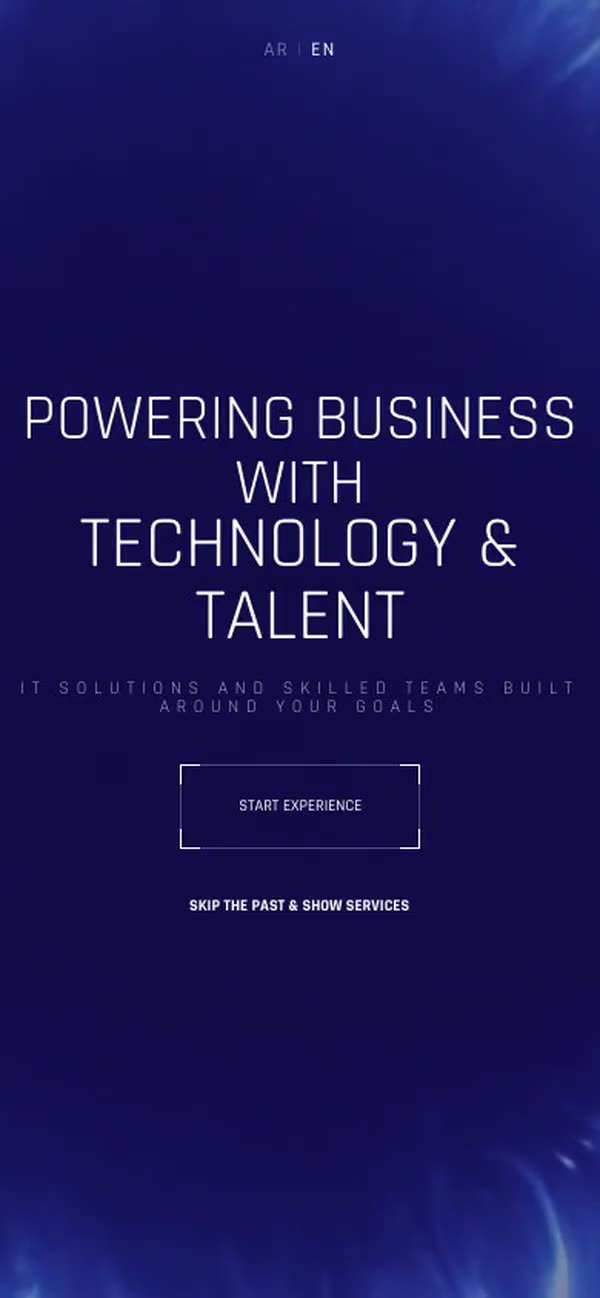 AR | EN
POWERING BUSINESS
WITH
TECHNOLOGY &
TALENT
IT SOLUTIONS AND SKILLED TEAMS BUILT
AROUND YOUR GOALS
START EXPERIENCE
SKIP THE PAST & SHOW SERVICES